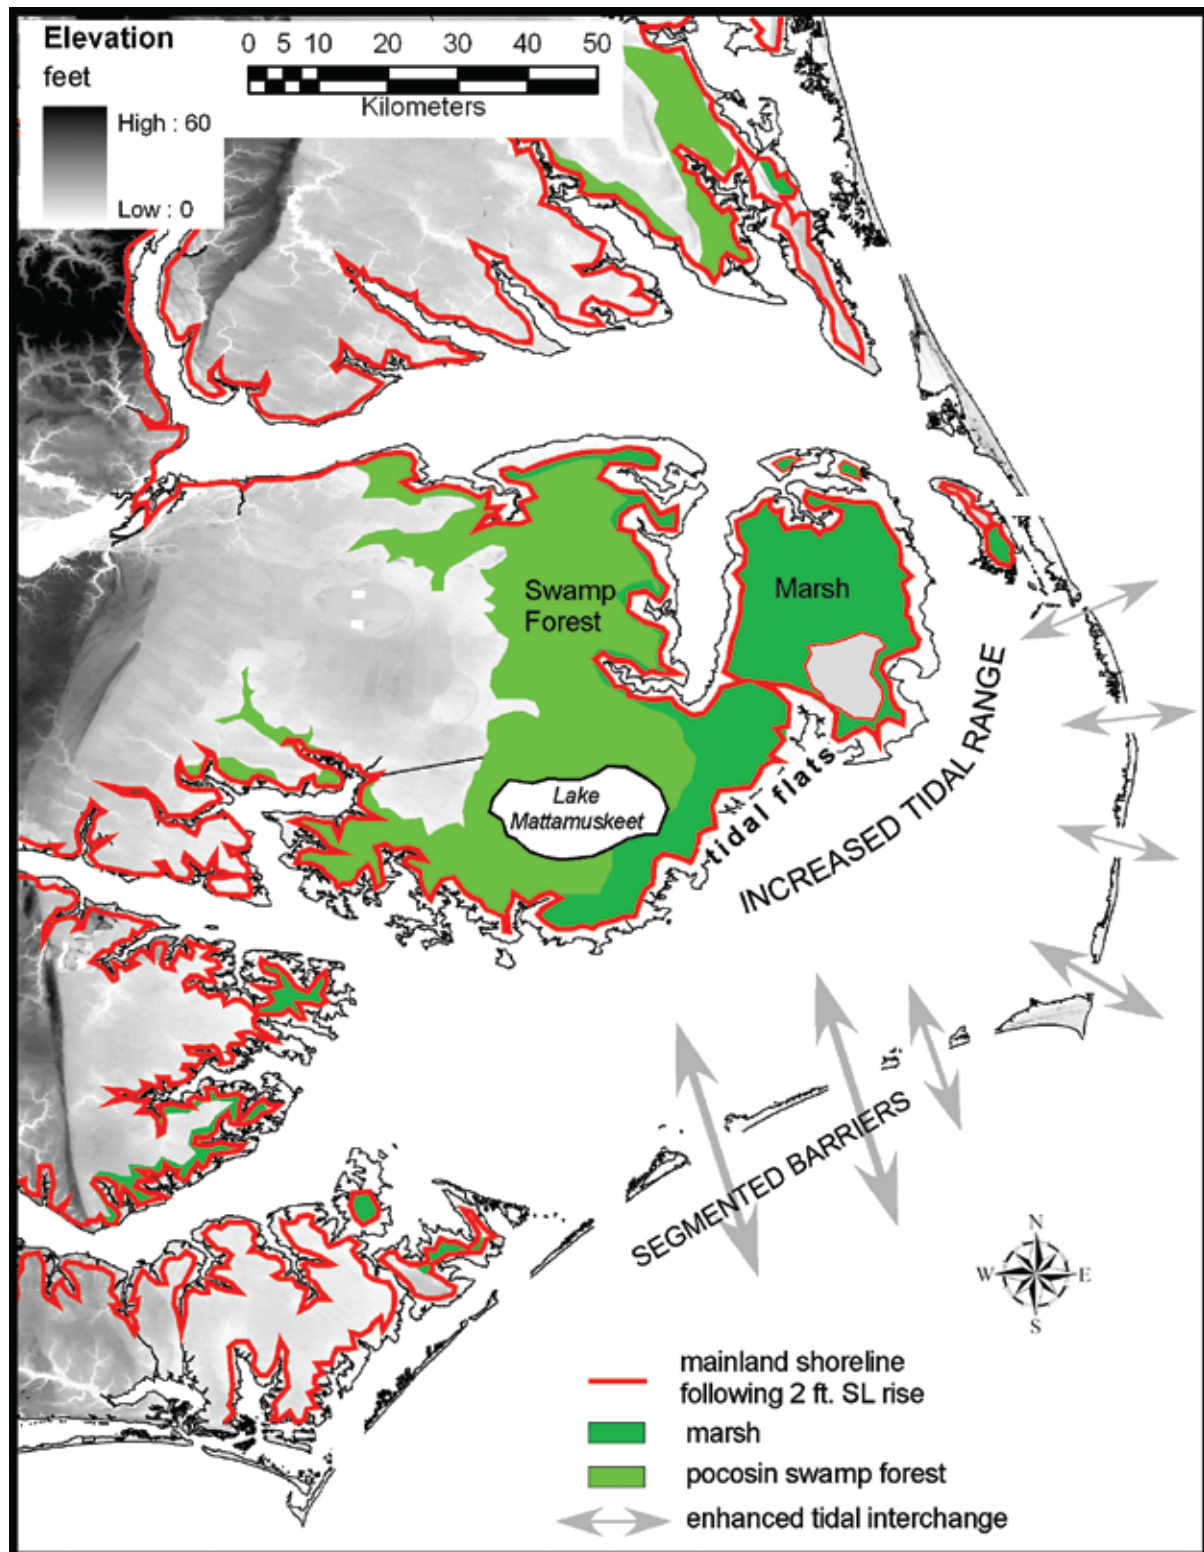 Elevation
feet
High : 60
Low : 0
0 5 10 20 30 40 50
Kilometers
Swamp
Forest
Marsh
Lake
Mattamuskeet
tidal flats
INCREASED TIDAL RANGE
SEGMENTED BARRIERS
N
W E
S
mainland shoreline
following 2 ft. SL rise
marsh
pocosin swamp forest
enhanced tidal interchange